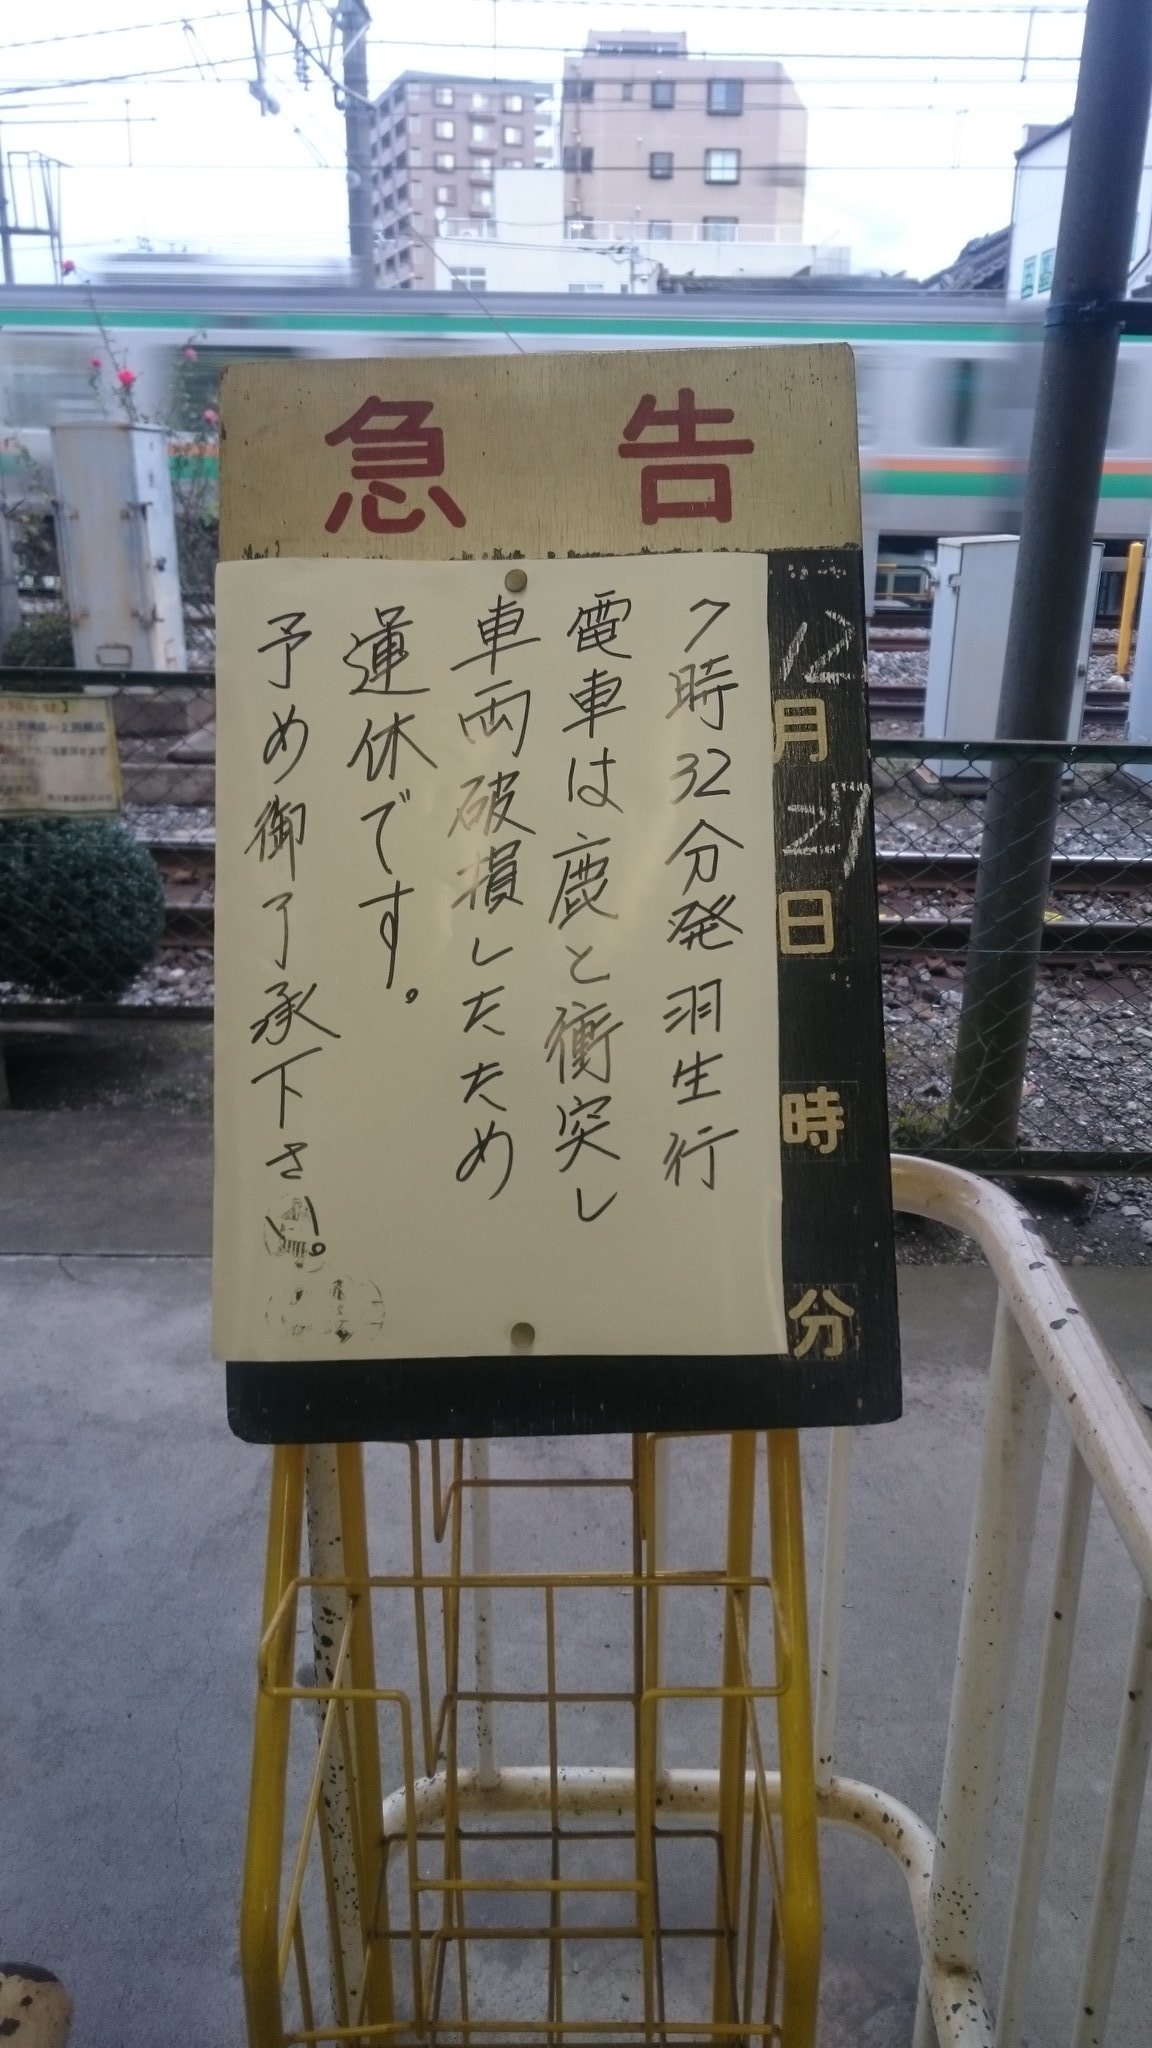 急告
12月27日 時 分
7時32分発羽生行
電車は鹿と衝突し
車両破損したため
運休です。
予め御了承下さい。